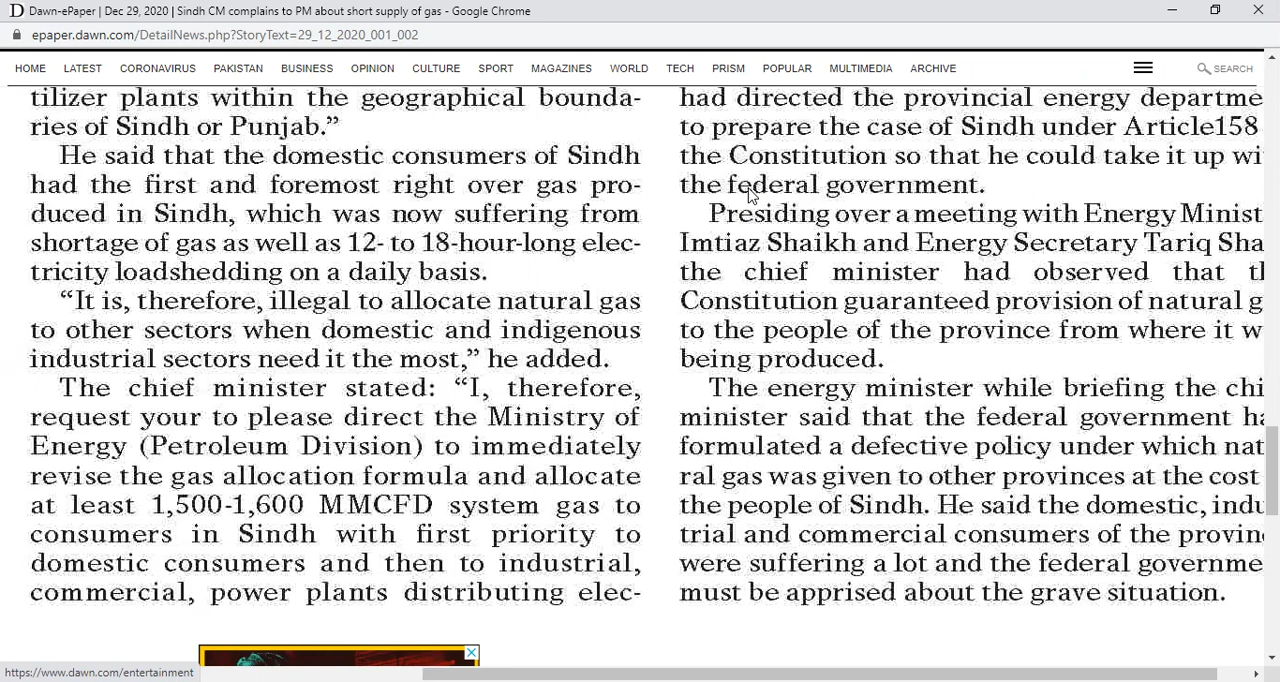 Dawn-ePaper | Dec 29, 2020 | Sindh CM complains to PM about short supply of gas - Google Chrome
epaper.dawn.com/DetailNews.php?StoryText=29_12_2020_001_002
HOME LATEST CORONAVIRUS PAKISTAN BUSINESS OPINION CULTURE SPORT MAGAZINES WORLD TECH PRISM POPULAR MULTIMEDIA ARCHIVE SEARCH
tilizer plants within the geographical bounda-
ries of Sindh or Punjab.”
He said that the domestic consumers of Sindh
had the first and foremost right over gas pro-
duced in Sindh, which was now suffering from
shortage of gas as well as 12- to 18-hour-long elec-
tricity loadshedding on a daily basis.
“It is, therefore, illegal to allocate natural gas
to other sectors when domestic and indigenous
industrial sectors need it the most,” he added.
The chief minister stated: “I, therefore,
request your to please direct the Ministry of
Energy (Petroleum Division) to immediately
revise the gas allocation formula and allocate
at least 1,500-1,600 MMCFD system gas to
consumers in Sindh with first priority to
domestic consumers and then to industrial,
commercial, power plants distributing elec-
had directed the provincial energy departme
to prepare the case of Sindh under Article158
the Constitution so that he could take it up wi
the federal government.
Presiding over a meeting with Energy Minist
Imtiaz Shaikh and Energy Secretary Tariq Sha
the chief minister had observed that t
Constitution guaranteed provision of natural g
to the people of the province from where it w
being produced.
The energy minister while briefing the chi
minister said that the federal government ha
formulated a defective policy under which nat
ral gas was given to other provinces at the cost
the people of Sindh. He said the domestic, indu
trial and commercial consumers of the provin
were suffering a lot and the federal governme
must be apprised about the grave situation.
https://www.dawn.com/entertainment